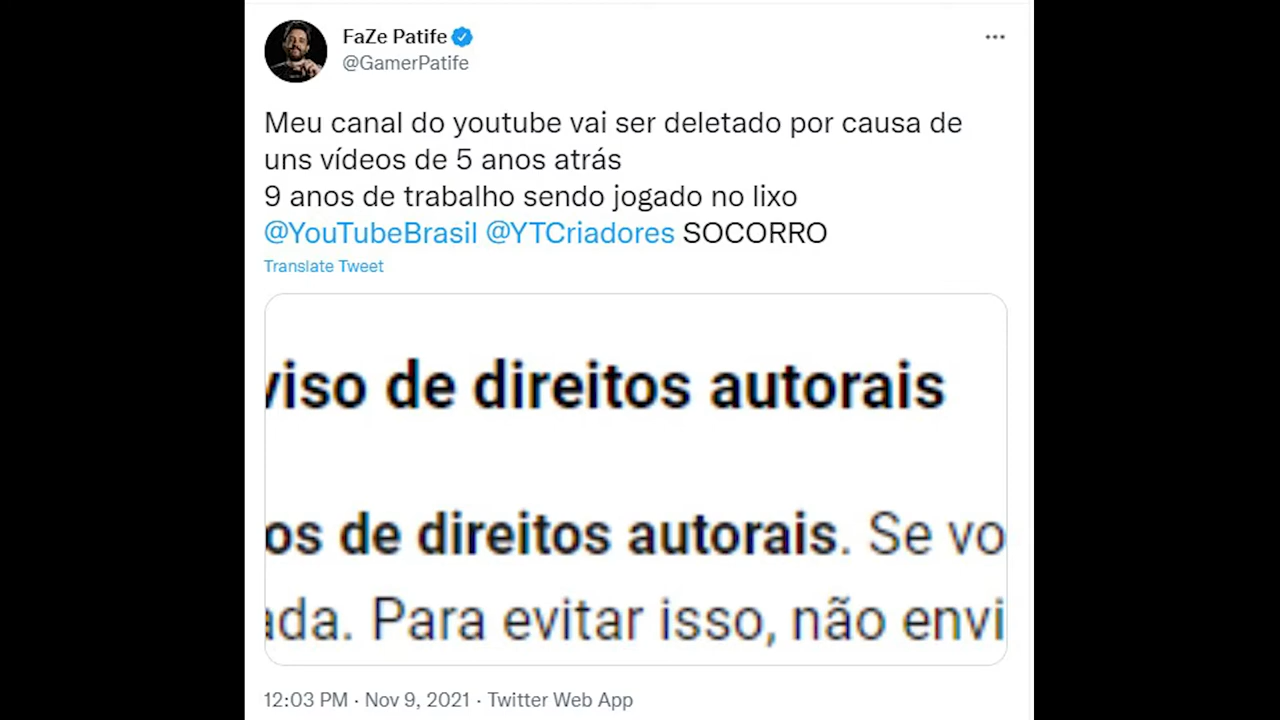 FaZe Patife
@GamerPatife
Meu canal do youtube vai ser deletado por causa de
uns vídeos de 5 anos atrás
9 anos de trabalho sendo jogado no lixo
@YouTubeBrasil @YTCriadores SOCORRO
Translate Tweet
viso de direitos autorais
os de direitos autorais. Se vo
ada. Para evitar isso, não envi
12:03 PM · Nov 9, 2021 · Twitter Web App